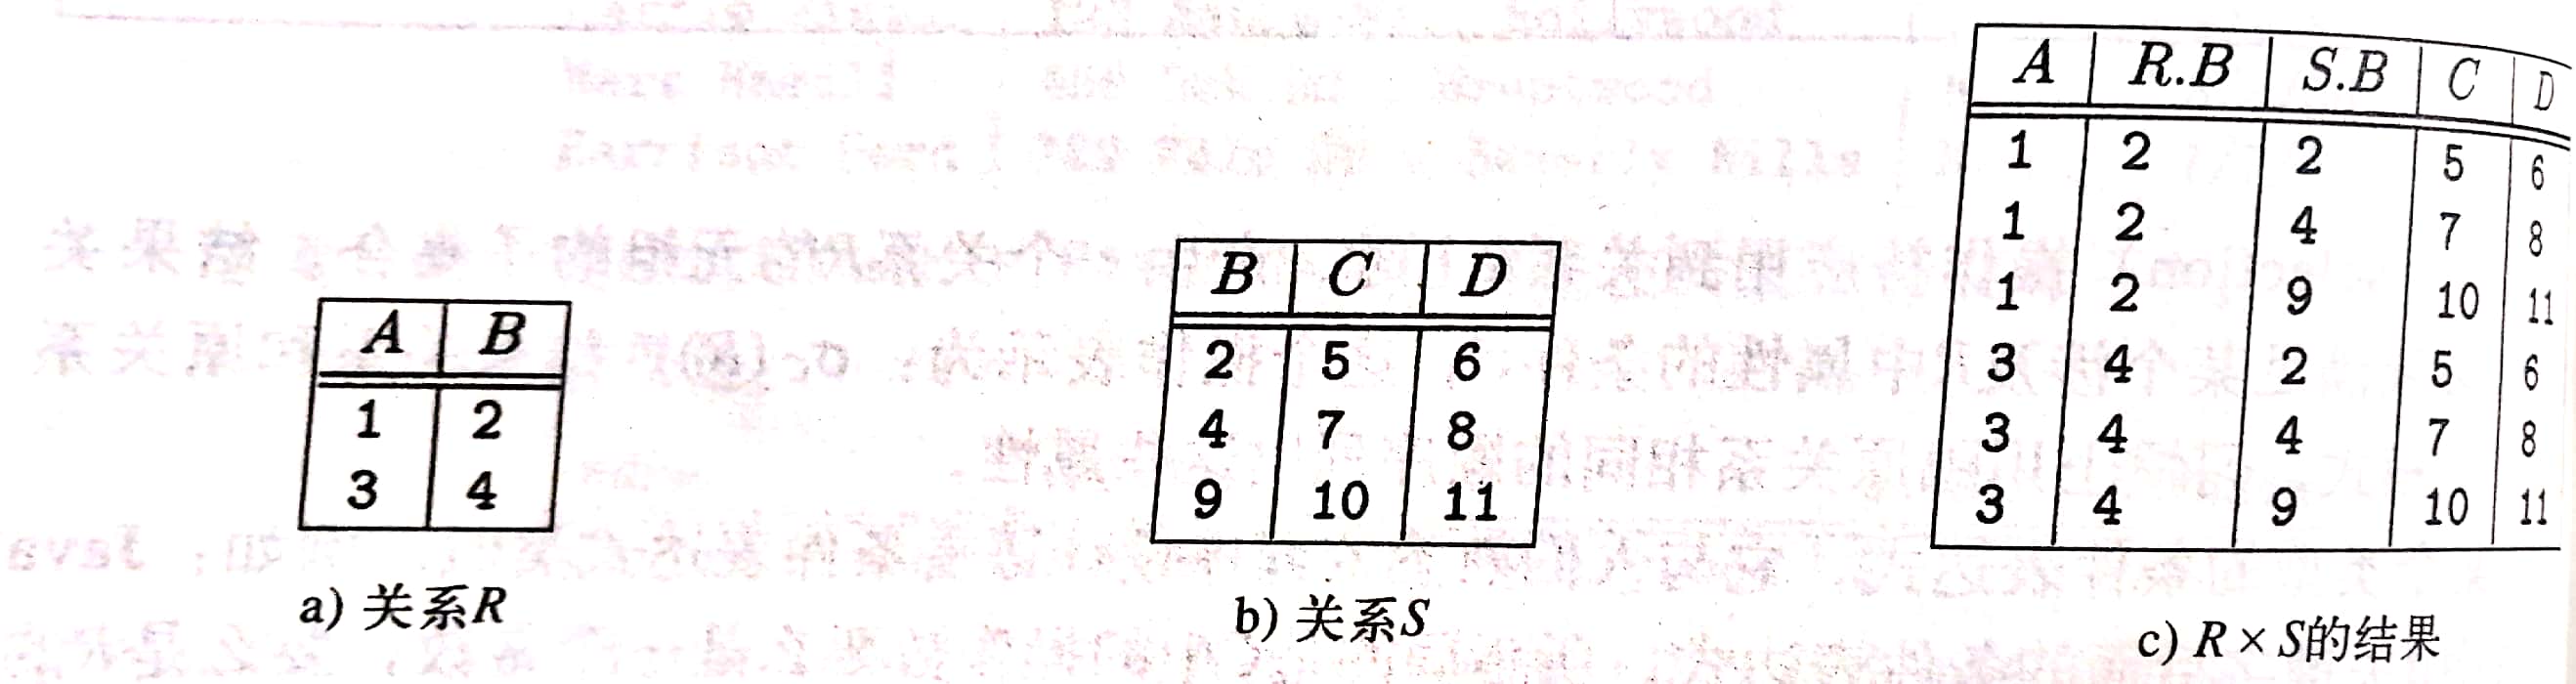 A B
1 2
3 4
a) 关系R
B C D
2 5 6
4 7 8
9 10 11
b) 关系S
A R.B S.B C D
1 2 2 5 6
1 2 4 7 8
1 2 9 10 11
3 4 2 5 6
3 4 4 7 8
3 4 9 10 11
c) R × S的结果